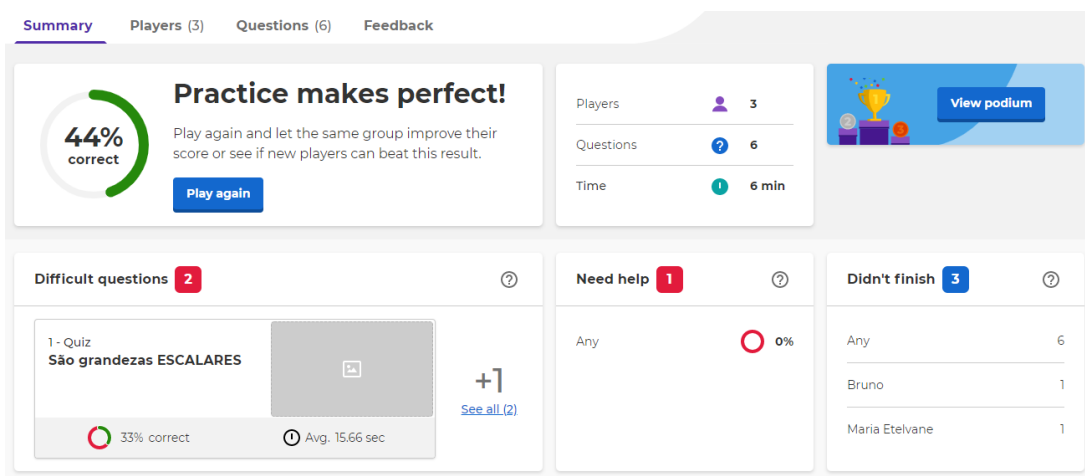 Summary Players (3) Questions (6) Feedback
44%
correct
Practice makes perfect!
Play again and let the same group improve their
score or see if new players can beat this result.
Play again
Players 3
Questions ? 6
Time 6 min
1
2
3
View podium
Difficult questions 2 ?
1 - Quiz
São grandezas ESCALARES
33% correct Avg. 15.66 sec
+1
See all (2)
Need help 1 ?
Any 0%
Didn't finish 3 ?
Any 6
Bruno 1
Maria Etelvane 1